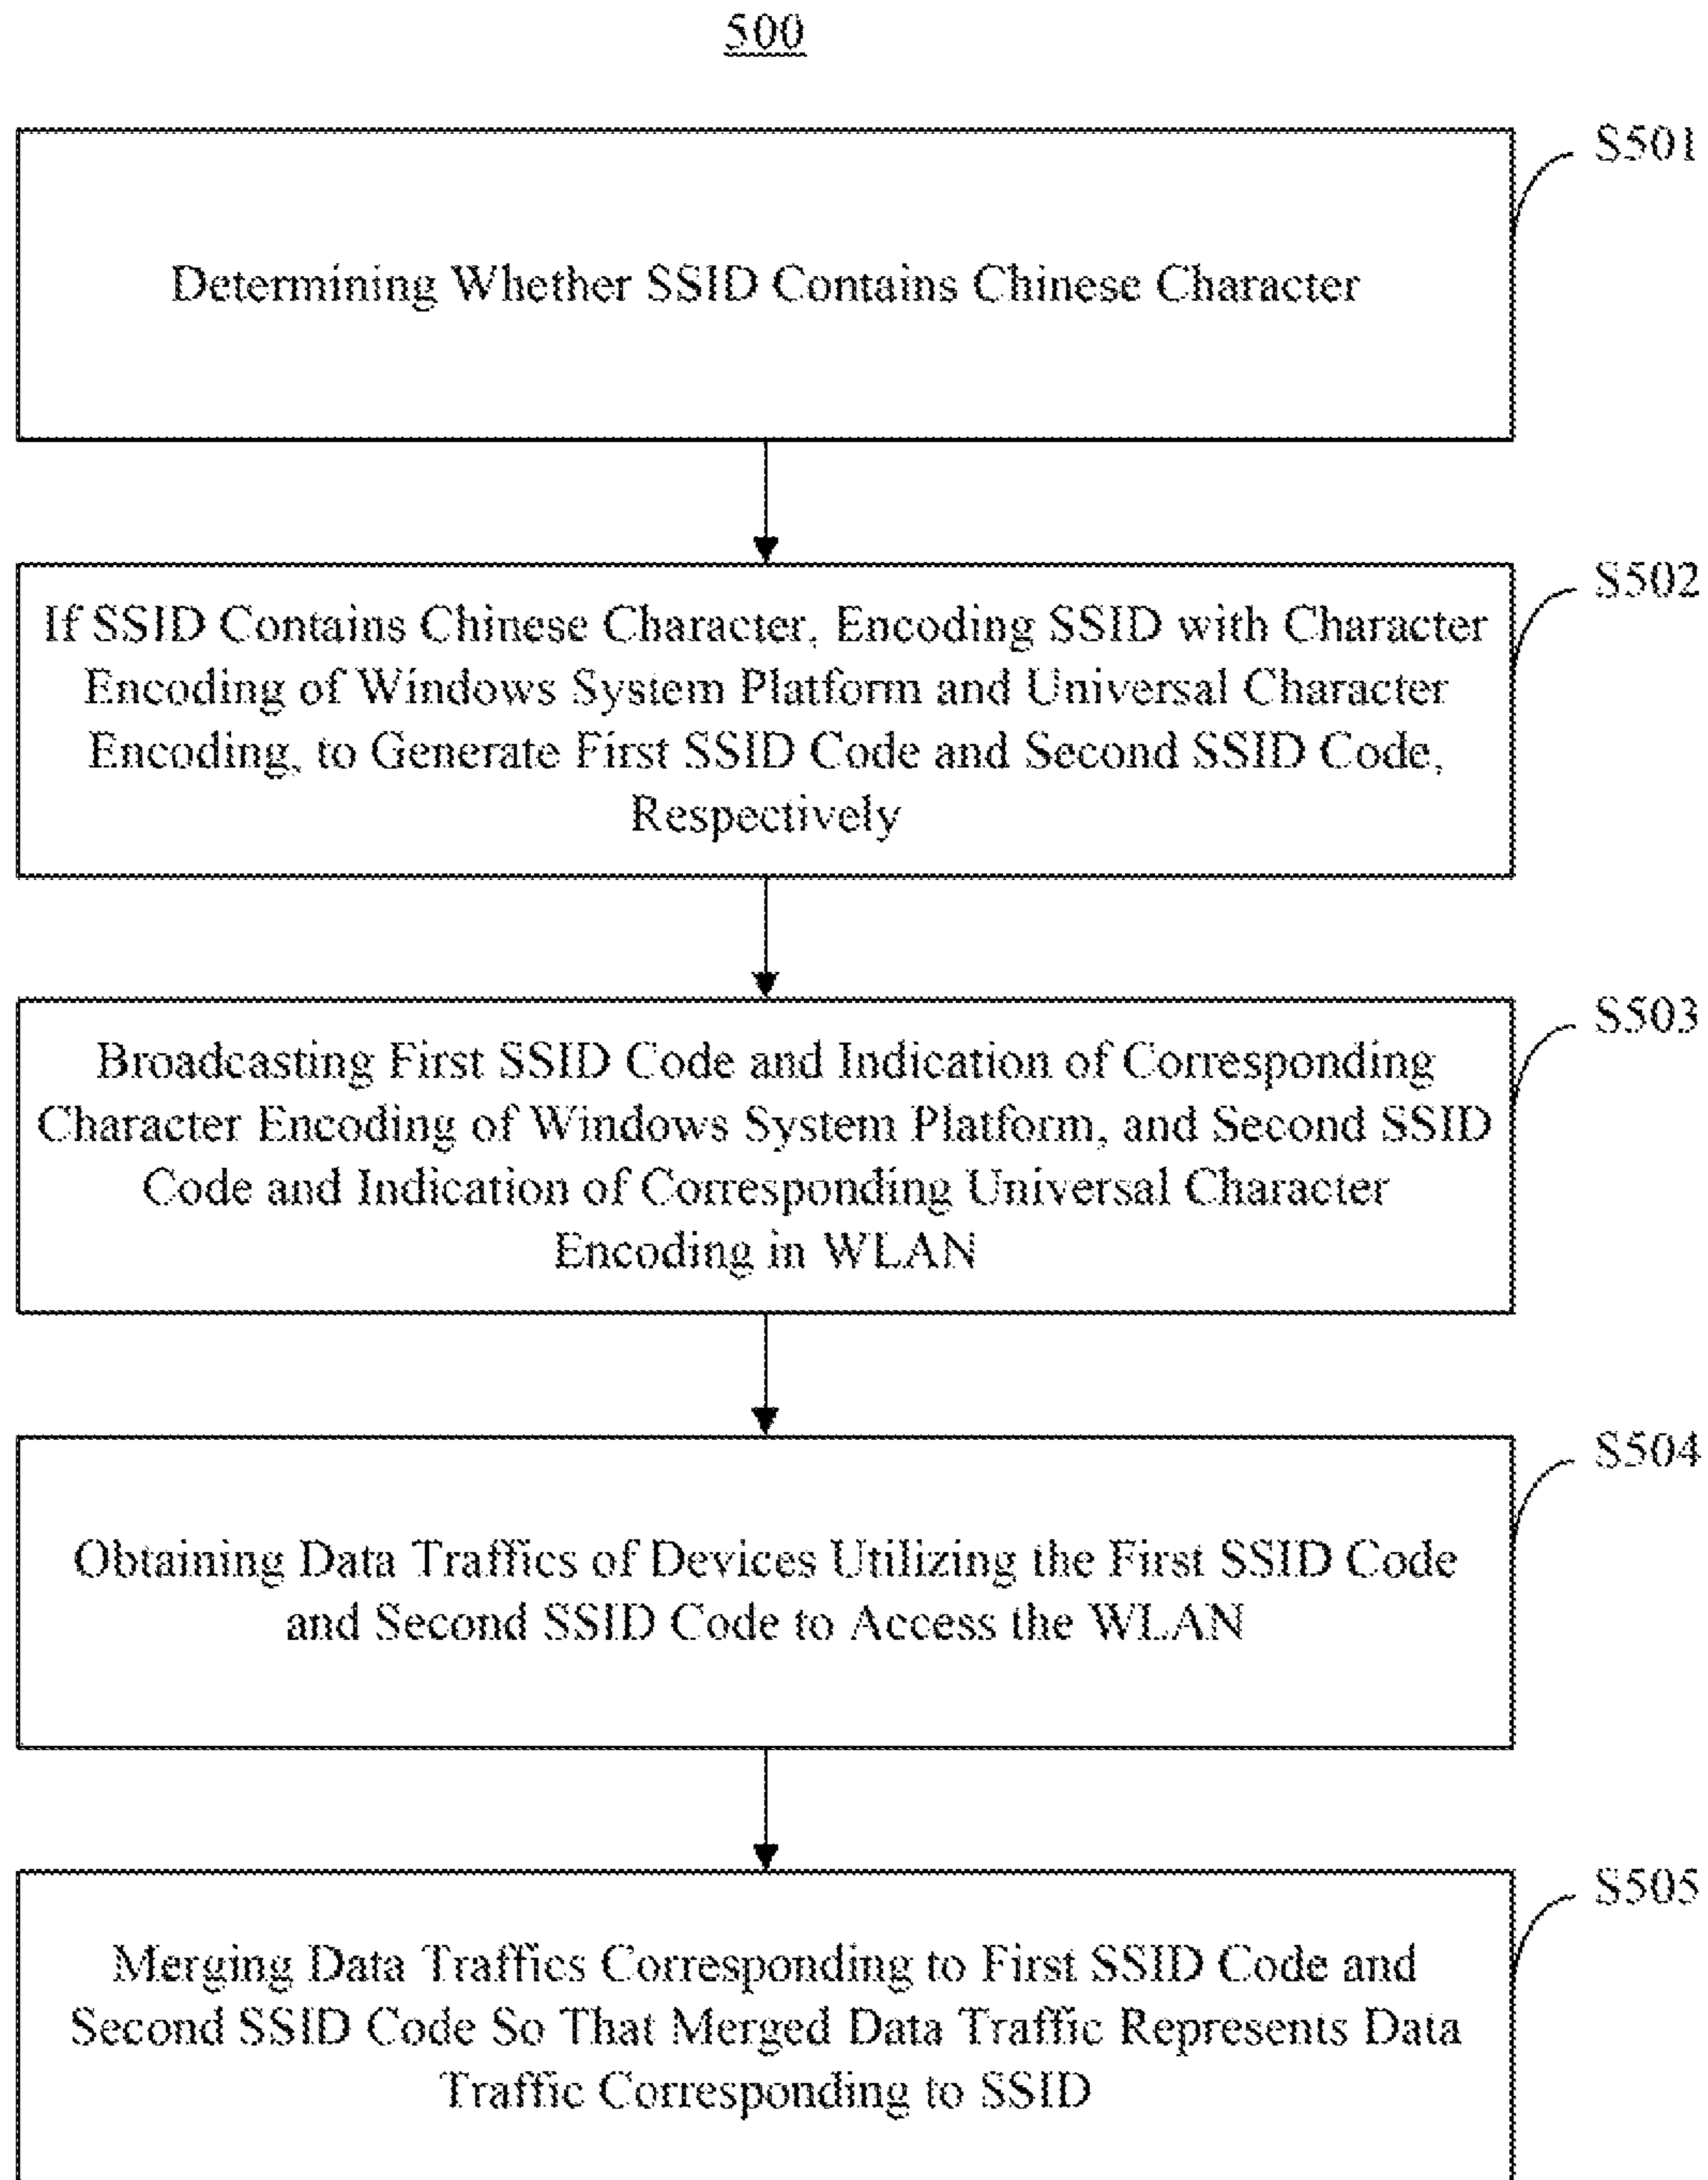 500
S501
Determining Whether SSID Contains Chinese Character
S502
If SSID Contains Chinese Character, Encoding SSID with Character
Encoding of Windows System Platform and Universal Character
Encoding, to Generate First SSID Code and Second SSID Code,
Respectively
S503
Broadcasting First SSID Code and Indication of Corresponding
Character Encoding of Windows System Platform, and Second SSID
Code and Indication of Corresponding Universal Character
Encoding in WLAN
S504
Obtaining Data Traffics of Devices Utilizing the First SSID Code
and Second SSID Code to Access the WLAN
S505
Merging Data Traffics Corresponding to First SSID Code and
Second SSID Code So That Merged Data Traffic Represents Data
Traffic Corresponding to SSID